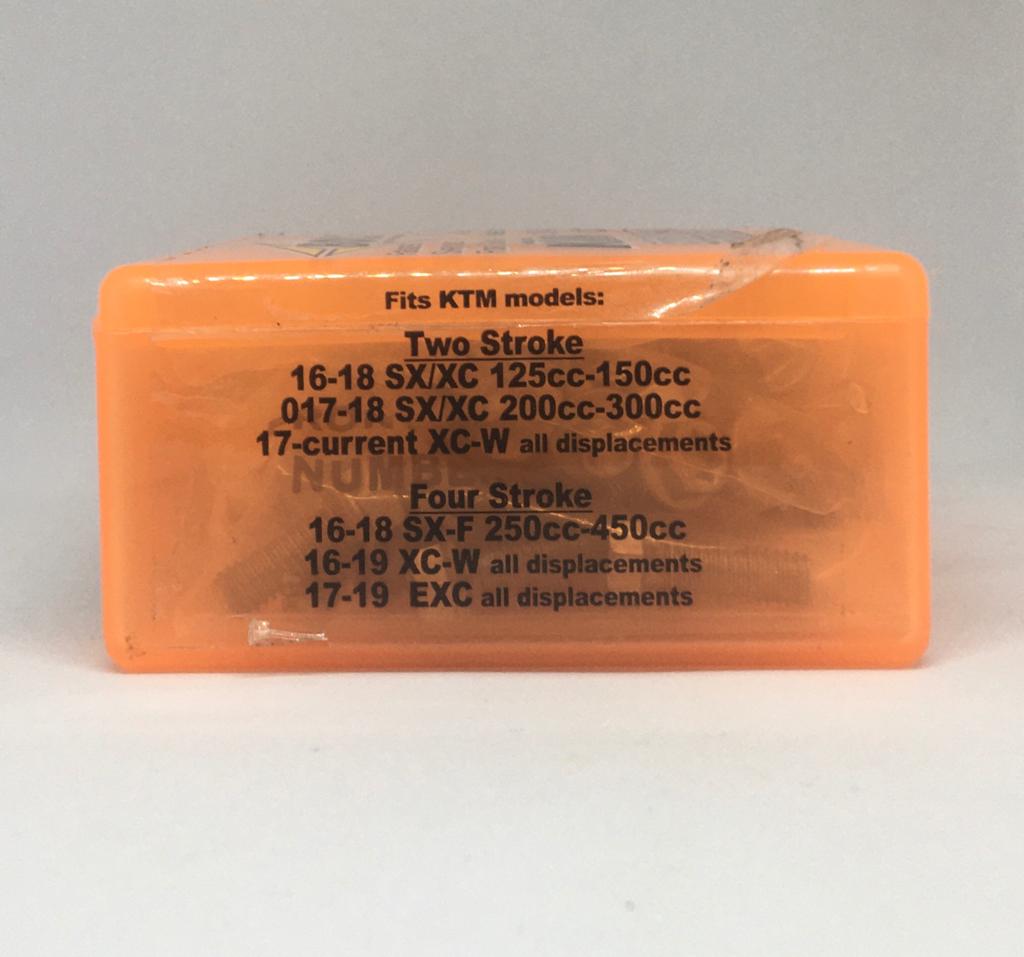 Fits KTM models:
Two Stroke
16-18 SX/XC 125cc-150cc
017-18 SX/XC 200cc-300cc
17-current XC-W all displacements
NUMBE
Four Stroke
16-18 SX-F 250cc-450cc
16-19 XC-W all displacements
17-19 EXC all displacements